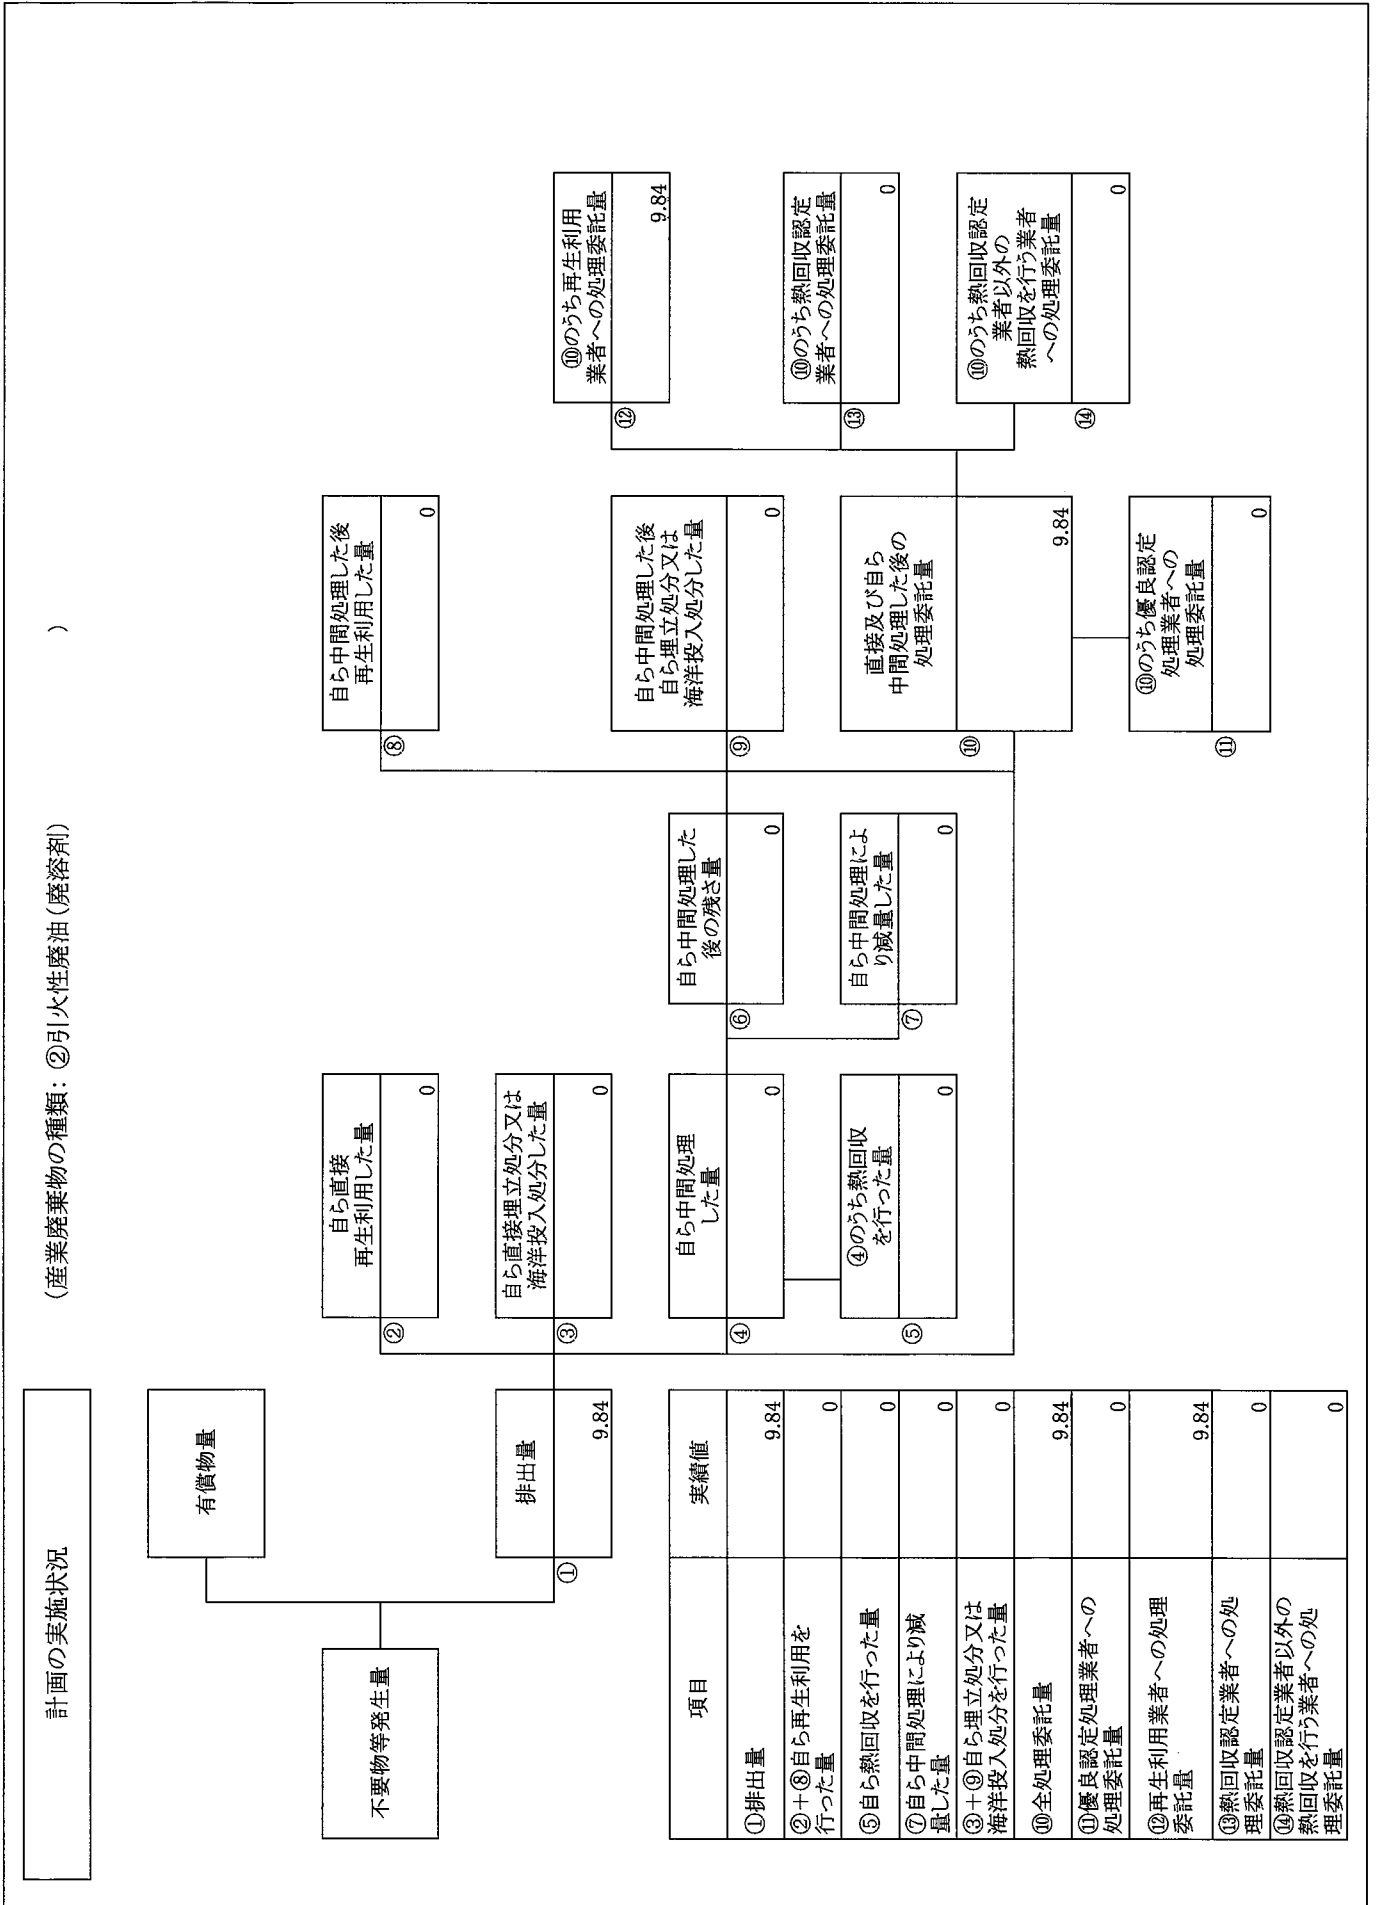 計画の実施状況
(産業廃棄物の種類：②引火性廃油(廃溶剤) )
不要物等発生量
有償物量
①
排出量
9.84
②
自ら直接
再生利用した量
0
③
自ら直接埋立処分又は
海洋投入処分した量
0
④
自ら中間処理
した量
0
⑤
④のうち熱回収
を行った量
0
⑥
自ら中間処理した
後の残さ量
0
⑦
自ら中間処理によ
り減量した量
0
⑧
自ら中間処理した後
再生利用した量
0
⑨
自ら中間処理した後
自ら埋立処分又は
海洋投入処分した量
0
⑩
直接及び自ら
中間処理した後の
処理委託量
9.84
⑪
⑩のうち優良認定
処理業者への
処理委託量
0
⑫
⑩のうち再生利用
業者への処理委託量
9.84
⑬
⑩のうち熱回収認定
業者への処理委託量
0
⑭
⑩のうち熱回収認定
業者以外の
熱回収を行う業者
への処理委託量
0
項目 実績値
①排出量 9.84
②＋⑧自ら再生利用を
行った量 0
⑤自ら熱回収を行った量 0
⑦自ら中間処理により減
量した量 0
③＋⑨自ら埋立処分又は
海洋投入処分を行った量 0
⑩全処理委託量 9.84
⑪優良認定処理業者への
処理委託量 0
⑫再生利用業者への処理
委託量 9.84
⑬熱回収認定業者への処
理委託量 0
⑭熱回収認定業者以外の
熱回収を行う業者への処
理委託量 0